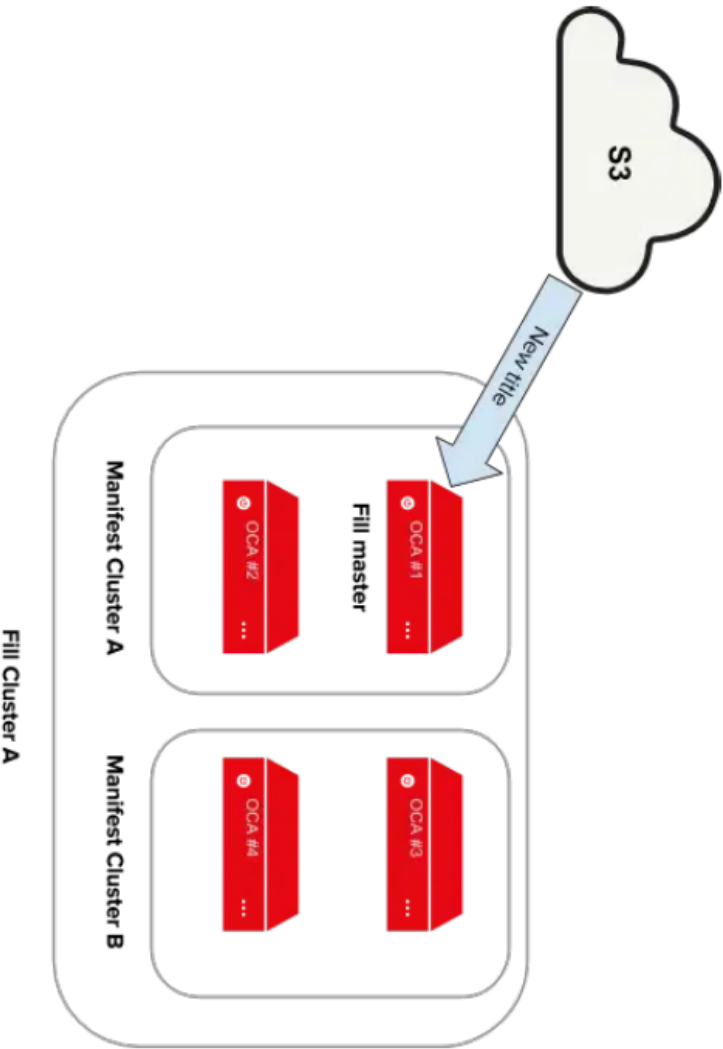 S3
New title
OCA #1
...
Fill master
OCA #2
...
Manifest Cluster A
OCA #3
...
OCA #4
...
Manifest Cluster B
Fill Cluster A